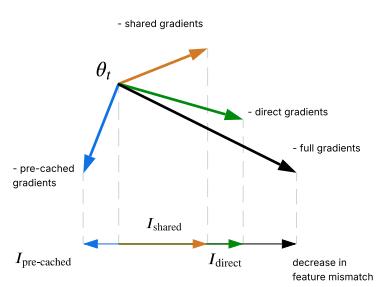 - shared gradients
θt
- direct gradients
- full gradients
- pre-cached
gradients
Ishared
Ipre-cached
Idirect
decrease in
feature mismatch